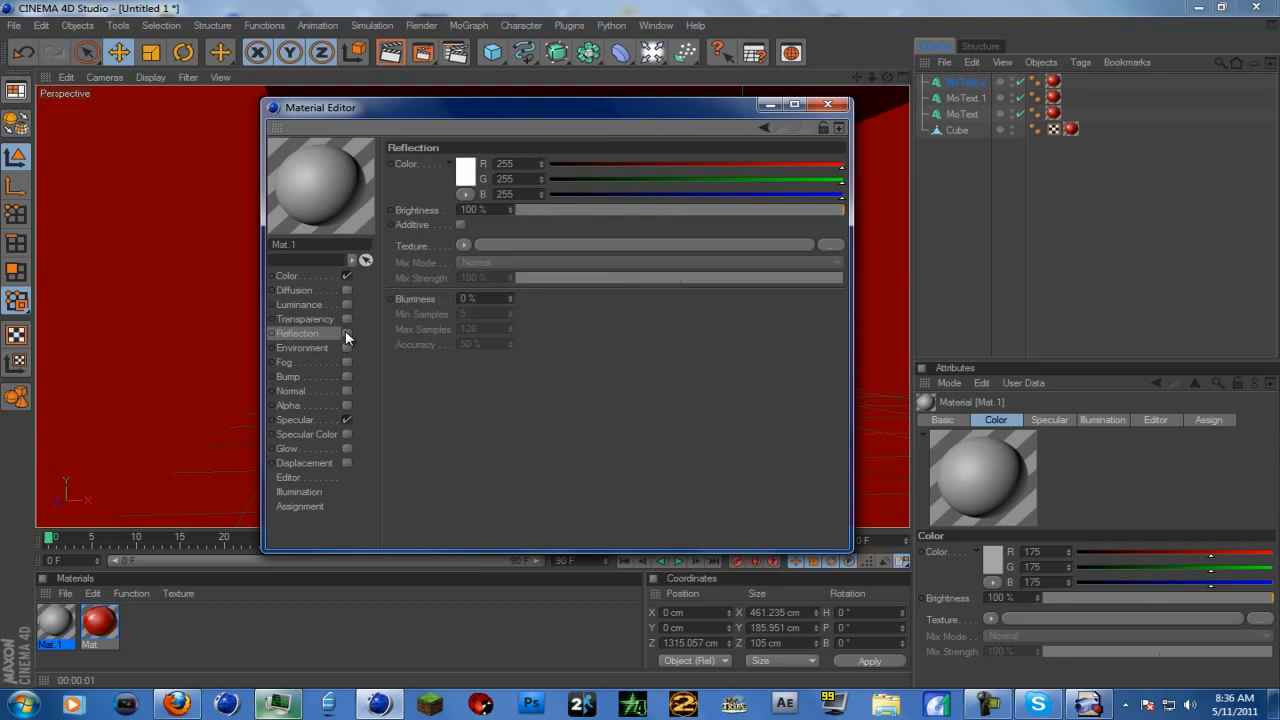 CINEMA 4D Studio - [Untitled 1 *]
File Edit Objects Tools Selection Structure Functions Animation Simulation Render MoGraph Character Plugins Python Window Help
X Y Z
Edit Cameras Display Filter View
Perspective
Objects Structure
File Edit View Objects Tags Bookmarks
MoText.2
MoText.1
MoText
Cube
Material Editor
Reflection
Color R 255
G 255
B 255
Brightness 100 %
Additive
Texture ...
Mix Mode Normal
Mix Strength 100 %
Blurriness 0 %
Min Samples 5
Max Samples 128
Accuracy 50 %
Mat.1
Color
Diffusion
Luminance
Transparency
Reflection
Environment
Fog
Bump
Normal
Alpha
Specular
Specular Color
Glow
Displacement
Editor
Illumination
Assignment
Attributes
Mode Edit User Data
Material [Mat.1]
Basic Color Specular Illumination Editor Assign
Color
Color R 175
G 175
B 175
Brightness 100 %
Texture ...
Mix Mode Normal
Mix Strength 100 %
Y
Z X
0 5 10 15 20 0 F
0 F 0 F 90 F 90 F
Materials
File Edit Function Texture
Mat.1 Mat
Coordinates
Position Size Rotation
X 0 cm X 461.235 cm H 0 °
Y 0 cm Y 185.951 cm P 0 °
Z 1315.057 cm Z 105 cm B 0 °
Object (Rel) Size Apply
MAXON
CINEMA 4D
00:00:01
Ps
Ae
99
8:36 AM
5/11/2011